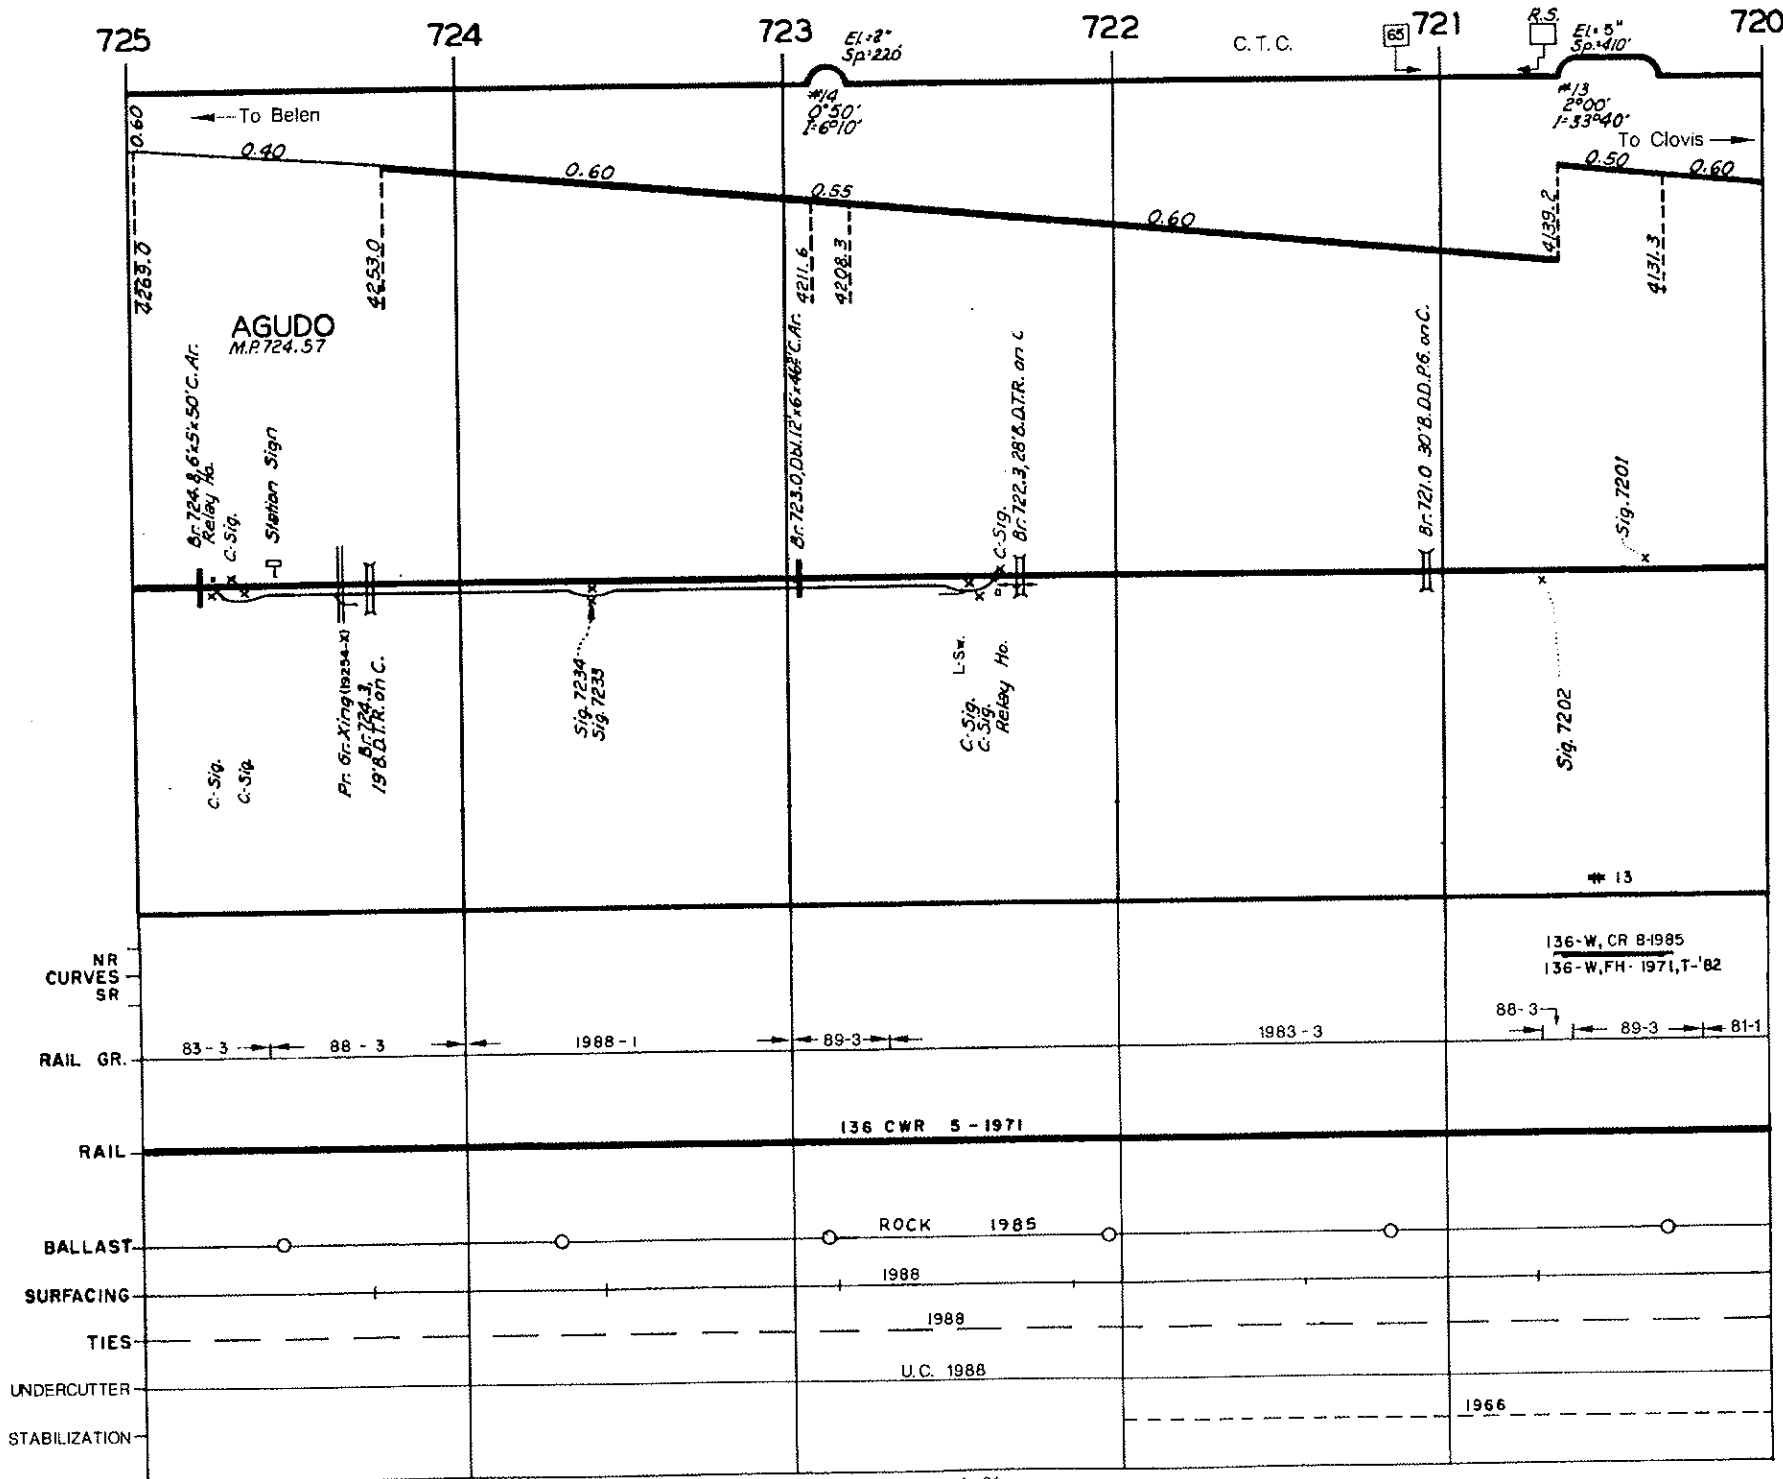 725
724
723
722
721
720
El.=2"
Sp.=220'
C. T. C.
65
R.S.
El.=5"
Sp.=410'
To Belen
#14
0°50'
I=6°10'
#13
2°00'
I=33°40'
To Clovis
0.60
0.40
0.60
0.55
0.60
0.50
0.60
4253.0
4211.6
4208.3
4139.2
4131.3
AGUDO
M.P. 724.57
Br. 724.8, 6'x5'x50' C. Ar.
Relay Ho.
C-Sig.
Station Sign
Br. 723.0, Dbl. 12'x6'x46½' C. Ar.
C-Sig.
Br. 722.3, 28' B.D.T.R. on C
Br. 721.0 30' B.D.D.P.G. on C.
Sig. 7201
C-Sig.
C-Sig.
Pr. Gr. Xing (19254-X)
Br. 724.3,
19' B.D.T.R. on C.
Sig. 7234
Sig. 7233
L-Sw.
C-Sig.
C-Sig.
Relay Ho.
Sig. 7202
# 13
NR
CURVES
SR
136-W, CR 8-1985
136-W, FH- 1971, T-'82
RAIL GR.
83-3
88-3
1988-1
89-3
1983-3
88-3
89-3
81-1
RAIL
136 CWR 5-1971
BALLAST
ROCK 1985
SURFACING
1988
TIES
1988
UNDERCUTTER
U.C. 1988
STABILIZATION
1966